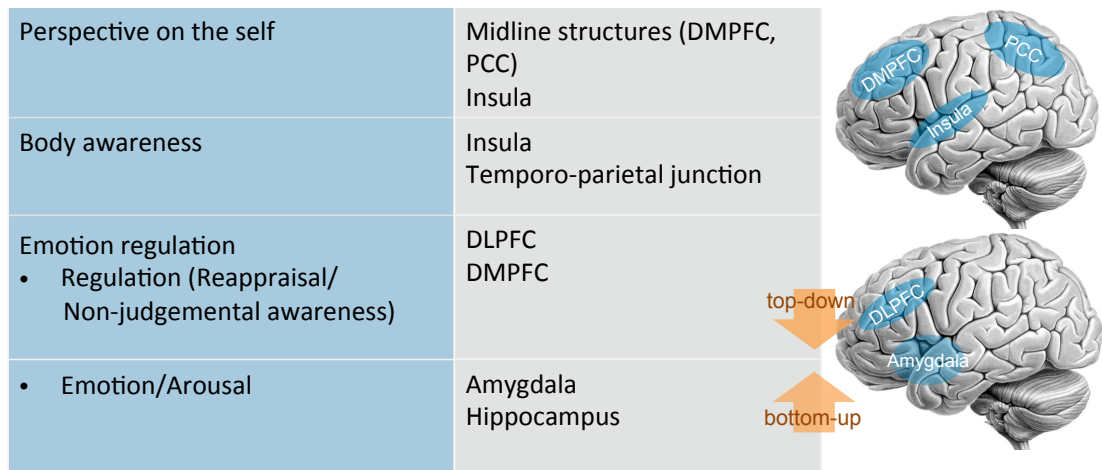 Perspective on the self
Midline structures (DMPFC,
PCC)
Insula
Body awareness
Insula
Temporo-parietal junction
Emotion regulation
• Regulation (Reappraisal/
Non-judgemental awareness)
DLPFC
DMPFC
• Emotion/Arousal
Amygdala
Hippocampus
DMPFC
PCC
Insula
top-down
DLPFC
Amygdala
bottom-up